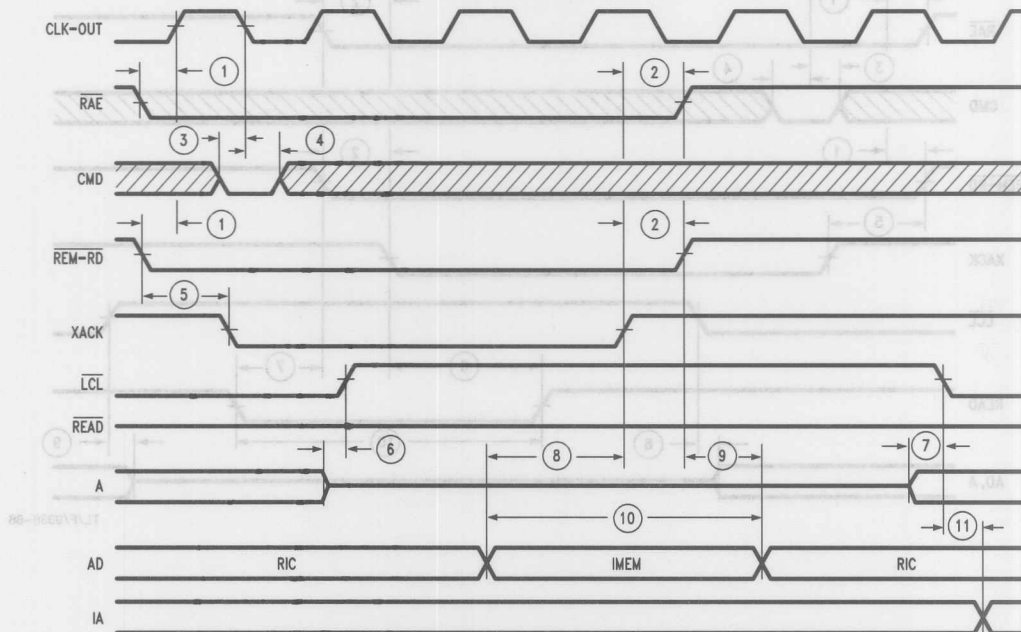 CLK-OUT
① 
RAE ②
③ ④
CMD
① ②
REM-RD
⑤
XACK
LCL
READ
⑥ ⑧ ⑨ ⑦
A
⑩
⑪
AD RIC IMEM RIC
IA